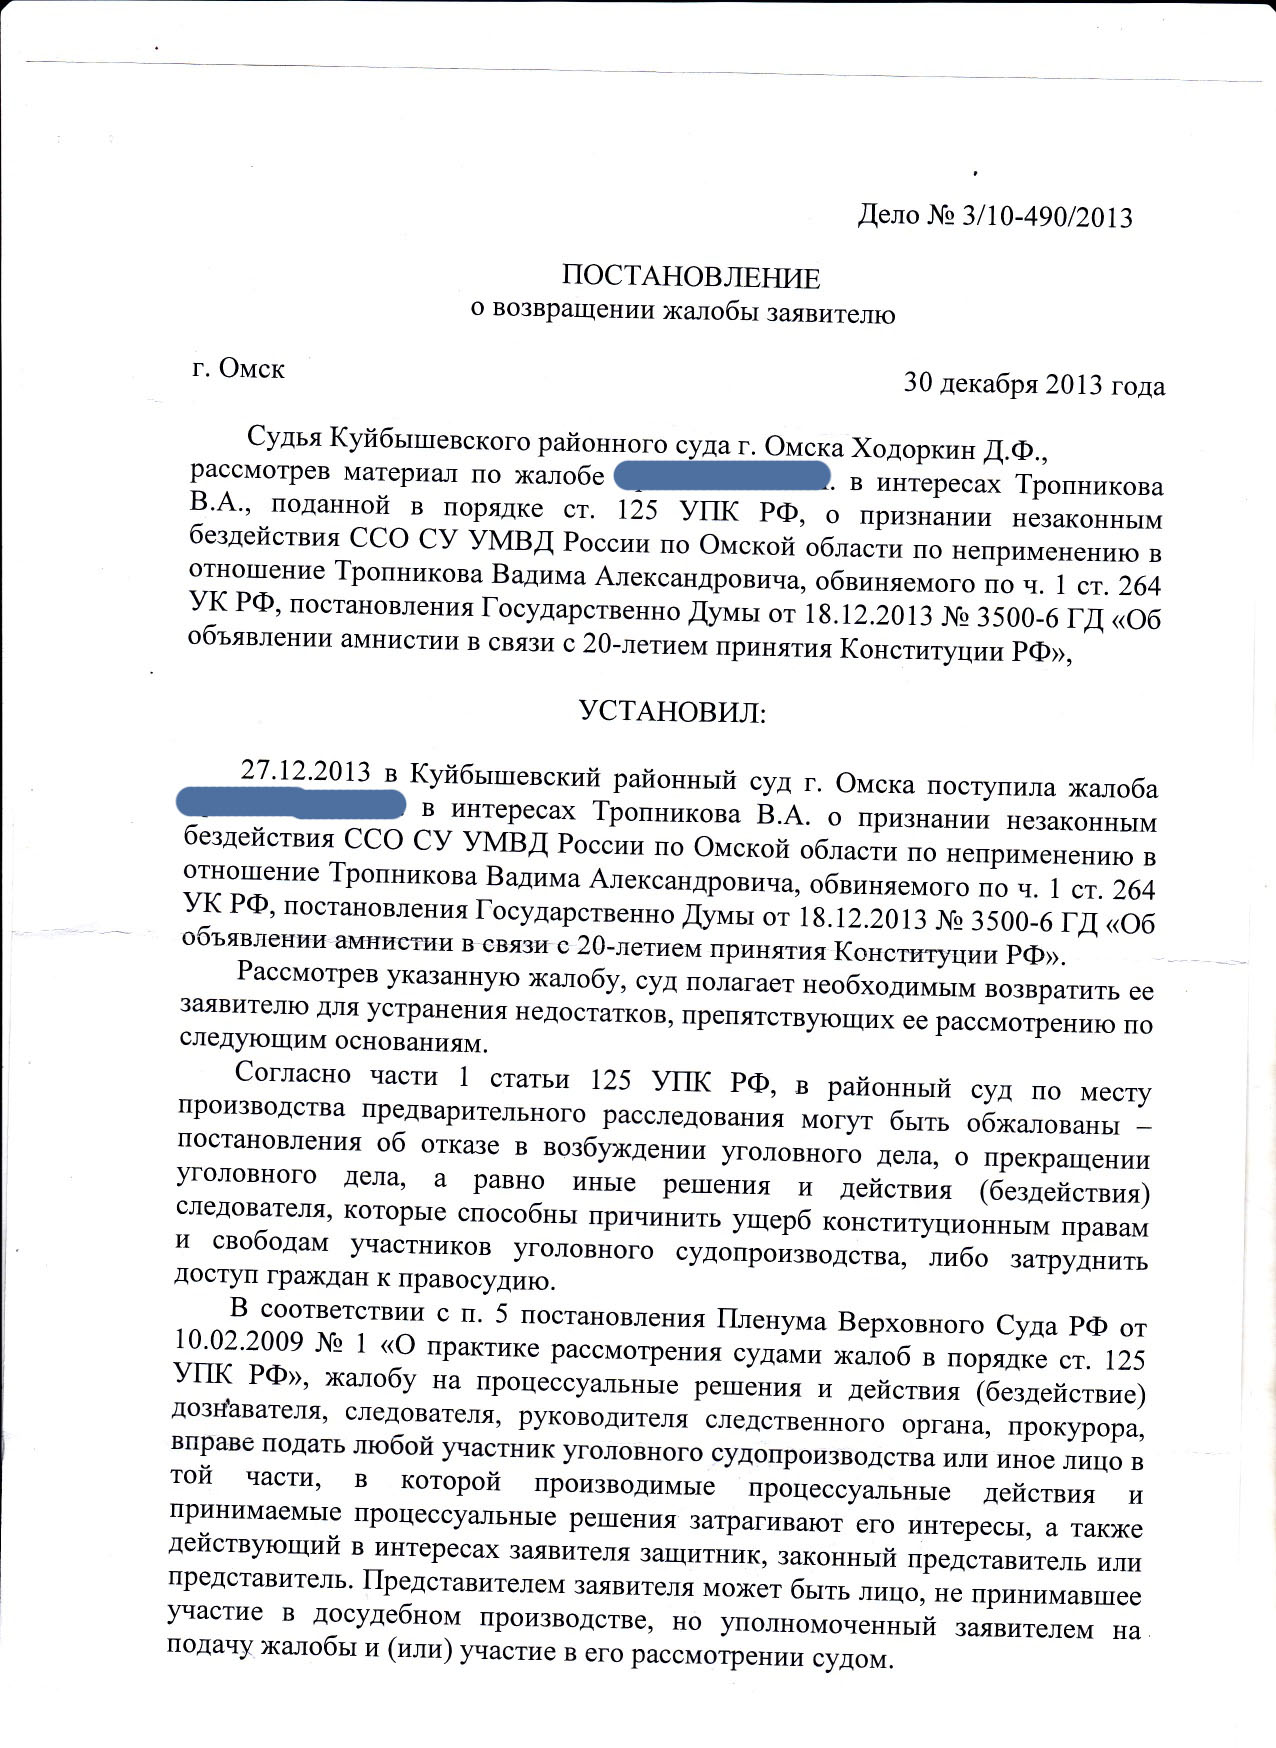 Дело № 3/10-490/2013
ПОСТАНОВЛЕНИЕ
о возвращении жалобы заявителю
г. Омск
30 декабря 2013 года
Судья Куйбышевского районного суда г. Омска Ходоркин Д.Ф.,
рассмотрев материал по жалобе . в интересах Тропникова
В.А., поданной в порядке ст. 125 УПК РФ, о признании незаконным
бездействия ССО СУ УМВД России по Омской области по неприменению в
отношение Тропникова Вадима Александровича, обвиняемого по ч. 1 ст. 264
УК РФ, постановления Государственно Думы от 18.12.2013 № 3500-6 ГД «Об
объявлении амнистии в связи с 20-летием принятия Конституции РФ»,
УСТАНОВИЛ:
27.12.2013 в Куйбышевский районный суд г. Омска поступила жалоба
. в интересах Тропникова В.А. о признании незаконным
бездействия ССО СУ УМВД России по Омской области по неприменению в
отношение Тропникова Вадима Александровича, обвиняемого по ч. 1 ст. 264
УК РФ, постановления Государственно Думы от 18.12.2013 № 3500-6 ГД «Об
объявлении амнистии в связи с 20-летием принятия Конституции РФ».
Рассмотрев указанную жалобу, суд полагает необходимым возвратить ее
заявителю для устранения недостатков, препятствующих ее рассмотрению по
следующим основаниям.
Согласно части 1 статьи 125 УПК РФ, в районный суд по месту
производства предварительного расследования могут быть обжалованы –
постановления об отказе в возбуждении уголовного дела, о прекращении
уголовного дела, а равно иные решения и действия (бездействия)
следователя, которые способны причинить ущерб конституционным правам
и свободам участников уголовного судопроизводства, либо затруднить
доступ граждан к правосудию.
В соответствии с п. 5 постановления Пленума Верховного Суда РФ от
10.02.2009 № 1 «О практике рассмотрения судами жалоб в порядке ст. 125
УПК РФ», жалобу на процессуальные решения и действия (бездействие)
дознавателя, следователя, руководителя следственного органа, прокурора,
вправе подать любой участник уголовного судопроизводства или иное лицо в
той части, в которой производимые процессуальные действия и
принимаемые процессуальные решения затрагивают его интересы, а также
действующий в интересах заявителя защитник, законный представитель или
представитель. Представителем заявителя может быть лицо, не принимавшее
участие в досудебном производстве, но уполномоченный заявителем на
подачу жалобы и (или) участие в его рассмотрении судом.